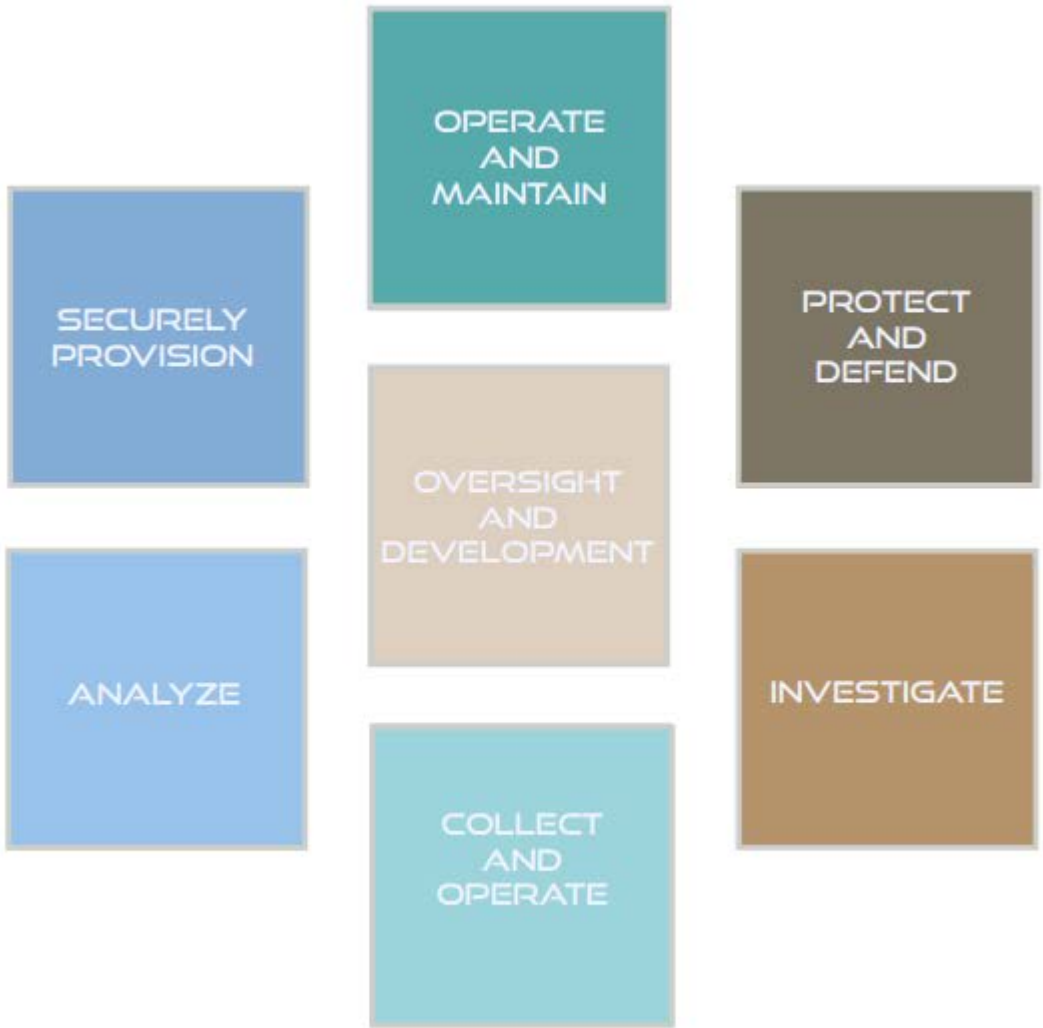 OPERATE
AND
MAINTAIN
SECURELY
PROVISION
PROTECT
AND
DEFEND
OVERSIGHT
AND
DEVELOPMENT
ANALYZE
INVESTIGATE
COLLECT
AND
OPERATE